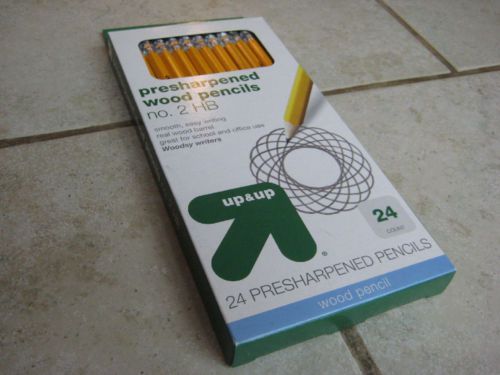 presharpened
wood pencils
no. 2 HB
smooth, easy writing
real wood barrel
great for school and office use
Woodsy writers
up&up
®
24
COUNT
24 PRESHARPENED PENCILS
wood pencil